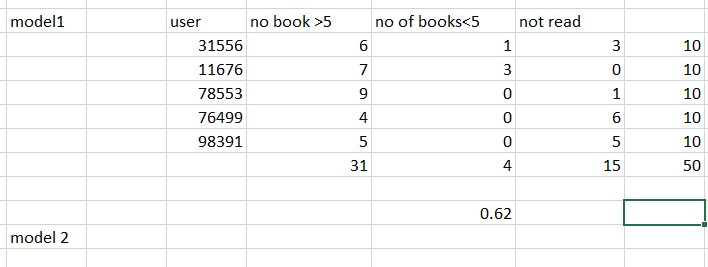 model1 user no book >5 no of books<5 not read
31556 6 1 3 10
11676 7 3 0 10
78553 9 0 1 10
76499 4 0 6 10
98391 5 0 5 10
31 4 15 50
0.62
model 2